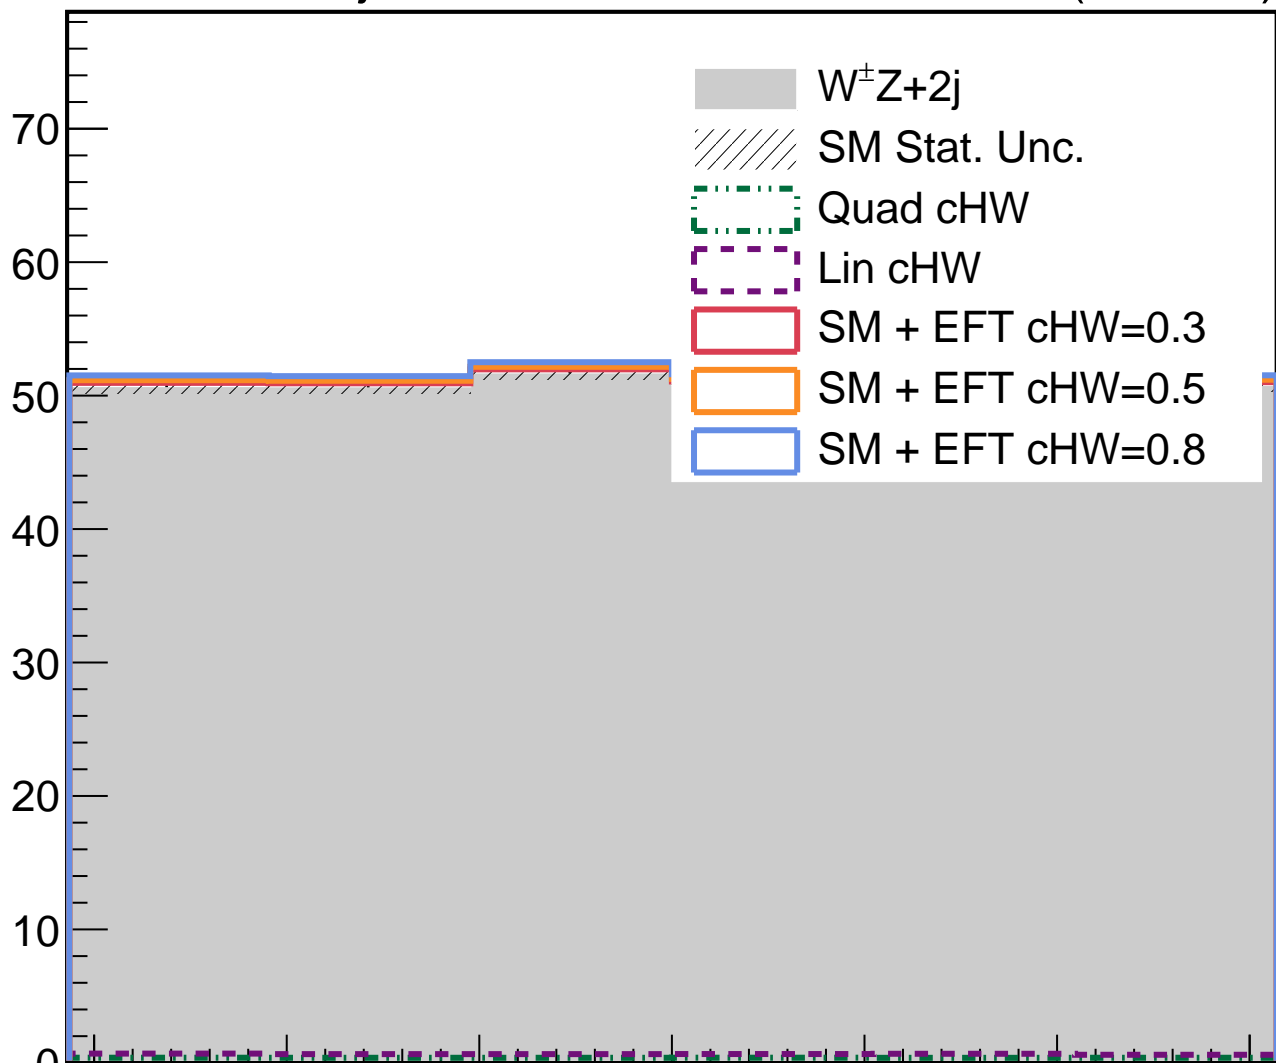 70
60
50
40
30
20
10
0
W±Z+2j
SM Stat. Unc.
Quad cHW
Lin cHW
SM + EFT cHW=0.3
SM + EFT cHW=0.5
SM + EFT cHW=0.8